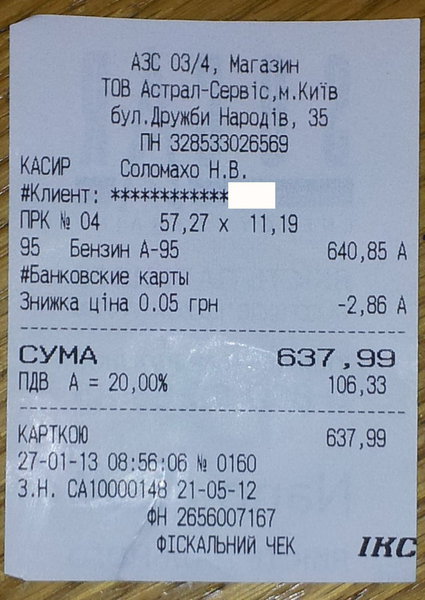 АЗС 03/4, Магазин
ТОВ Астрал-Сервіс,м.Київ
бул.Дружби Народів, 35
ПН 328533026569
КАСИР Соломахо Н.В.
#Клиент: ************
ПРК № 04 57,27 x 11,19
95 Бензин А-95 640,85 А
#Банковские карты
Знижка ціна 0.05 грн -2,86 А
СУМА 637,99
ПДВ А = 20,00% 106,33
КАРТКОЮ 637,99
27-01-13 08:56:06 № 0160
З.Н. СА10000148 21-05-12
ФН 2656007167
ФІСКАЛЬНИЙ ЧЕК ІКС